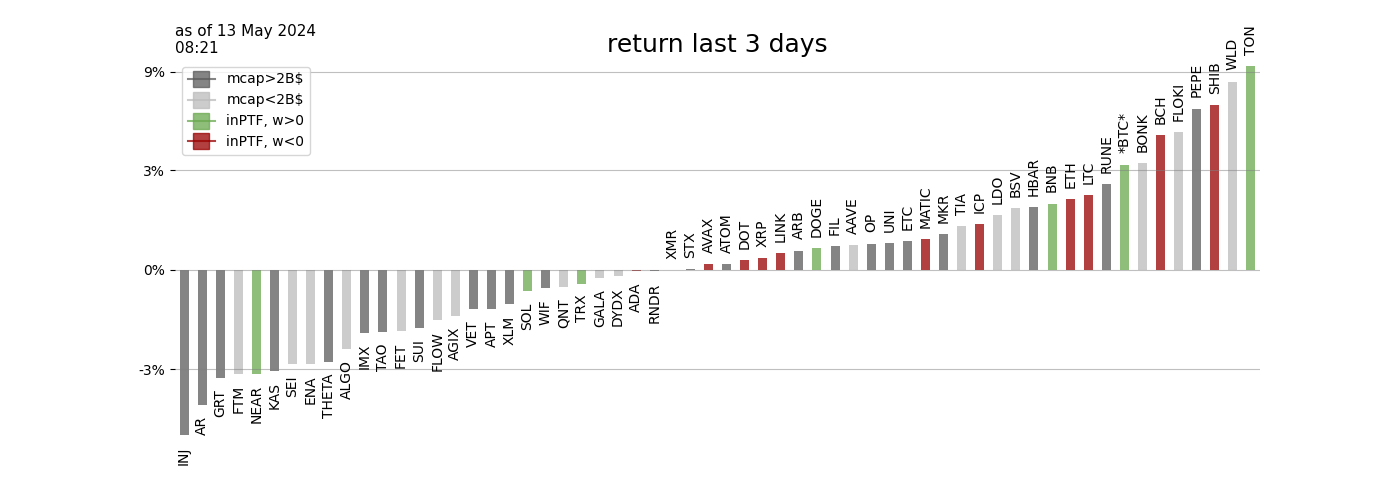 as of 13 May 2024
08:21
return last 3 days
mcap>2B$
mcap<2B$
inPTF, w>0
inPTF, w<0
9%
3%
0%
-3%
INJ
AR
GRT
FTM
NEAR
KAS
SEI
ENA
THETA
ALGO
IMX
TAO
FET
SUI
FLOW
AGIX
VET
APT
XLM
SOL
WIF
QNT
TRX
GALA
DYDX
ADA
RNDR
XMR
STX
AVAX
ATOM
DOT
XRP
LINK
ARB
DOGE
FIL
AAVE
OP
UNI
ETC
MATIC
MKR
TIA
ICP
LDO
BSV
HBAR
BNB
ETH
LTC
RUNE
*BTC*
BONK
BCH
FLOKI
PEPE
SHIB
WLD
TON